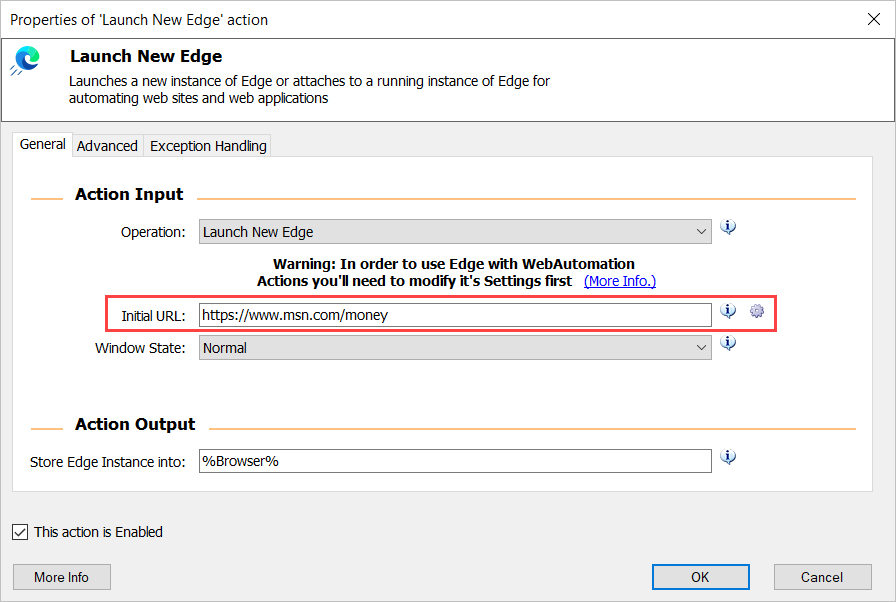 Properties of 'Launch New Edge' action
Launch New Edge
Launches a new instance of Edge or attaches to a running instance of Edge for
automating web sites and web applications
General Advanced Exception Handling
Action Input
Operation: Launch New Edge
Warning: In order to use Edge with WebAutomation
Actions you'll need to modify it's Settings first (More Info.)
Initial URL: https://www.msn.com/money
Window State: Normal
Action Output
Store Edge Instance into: %Browser%
This action is Enabled
More Info OK Cancel